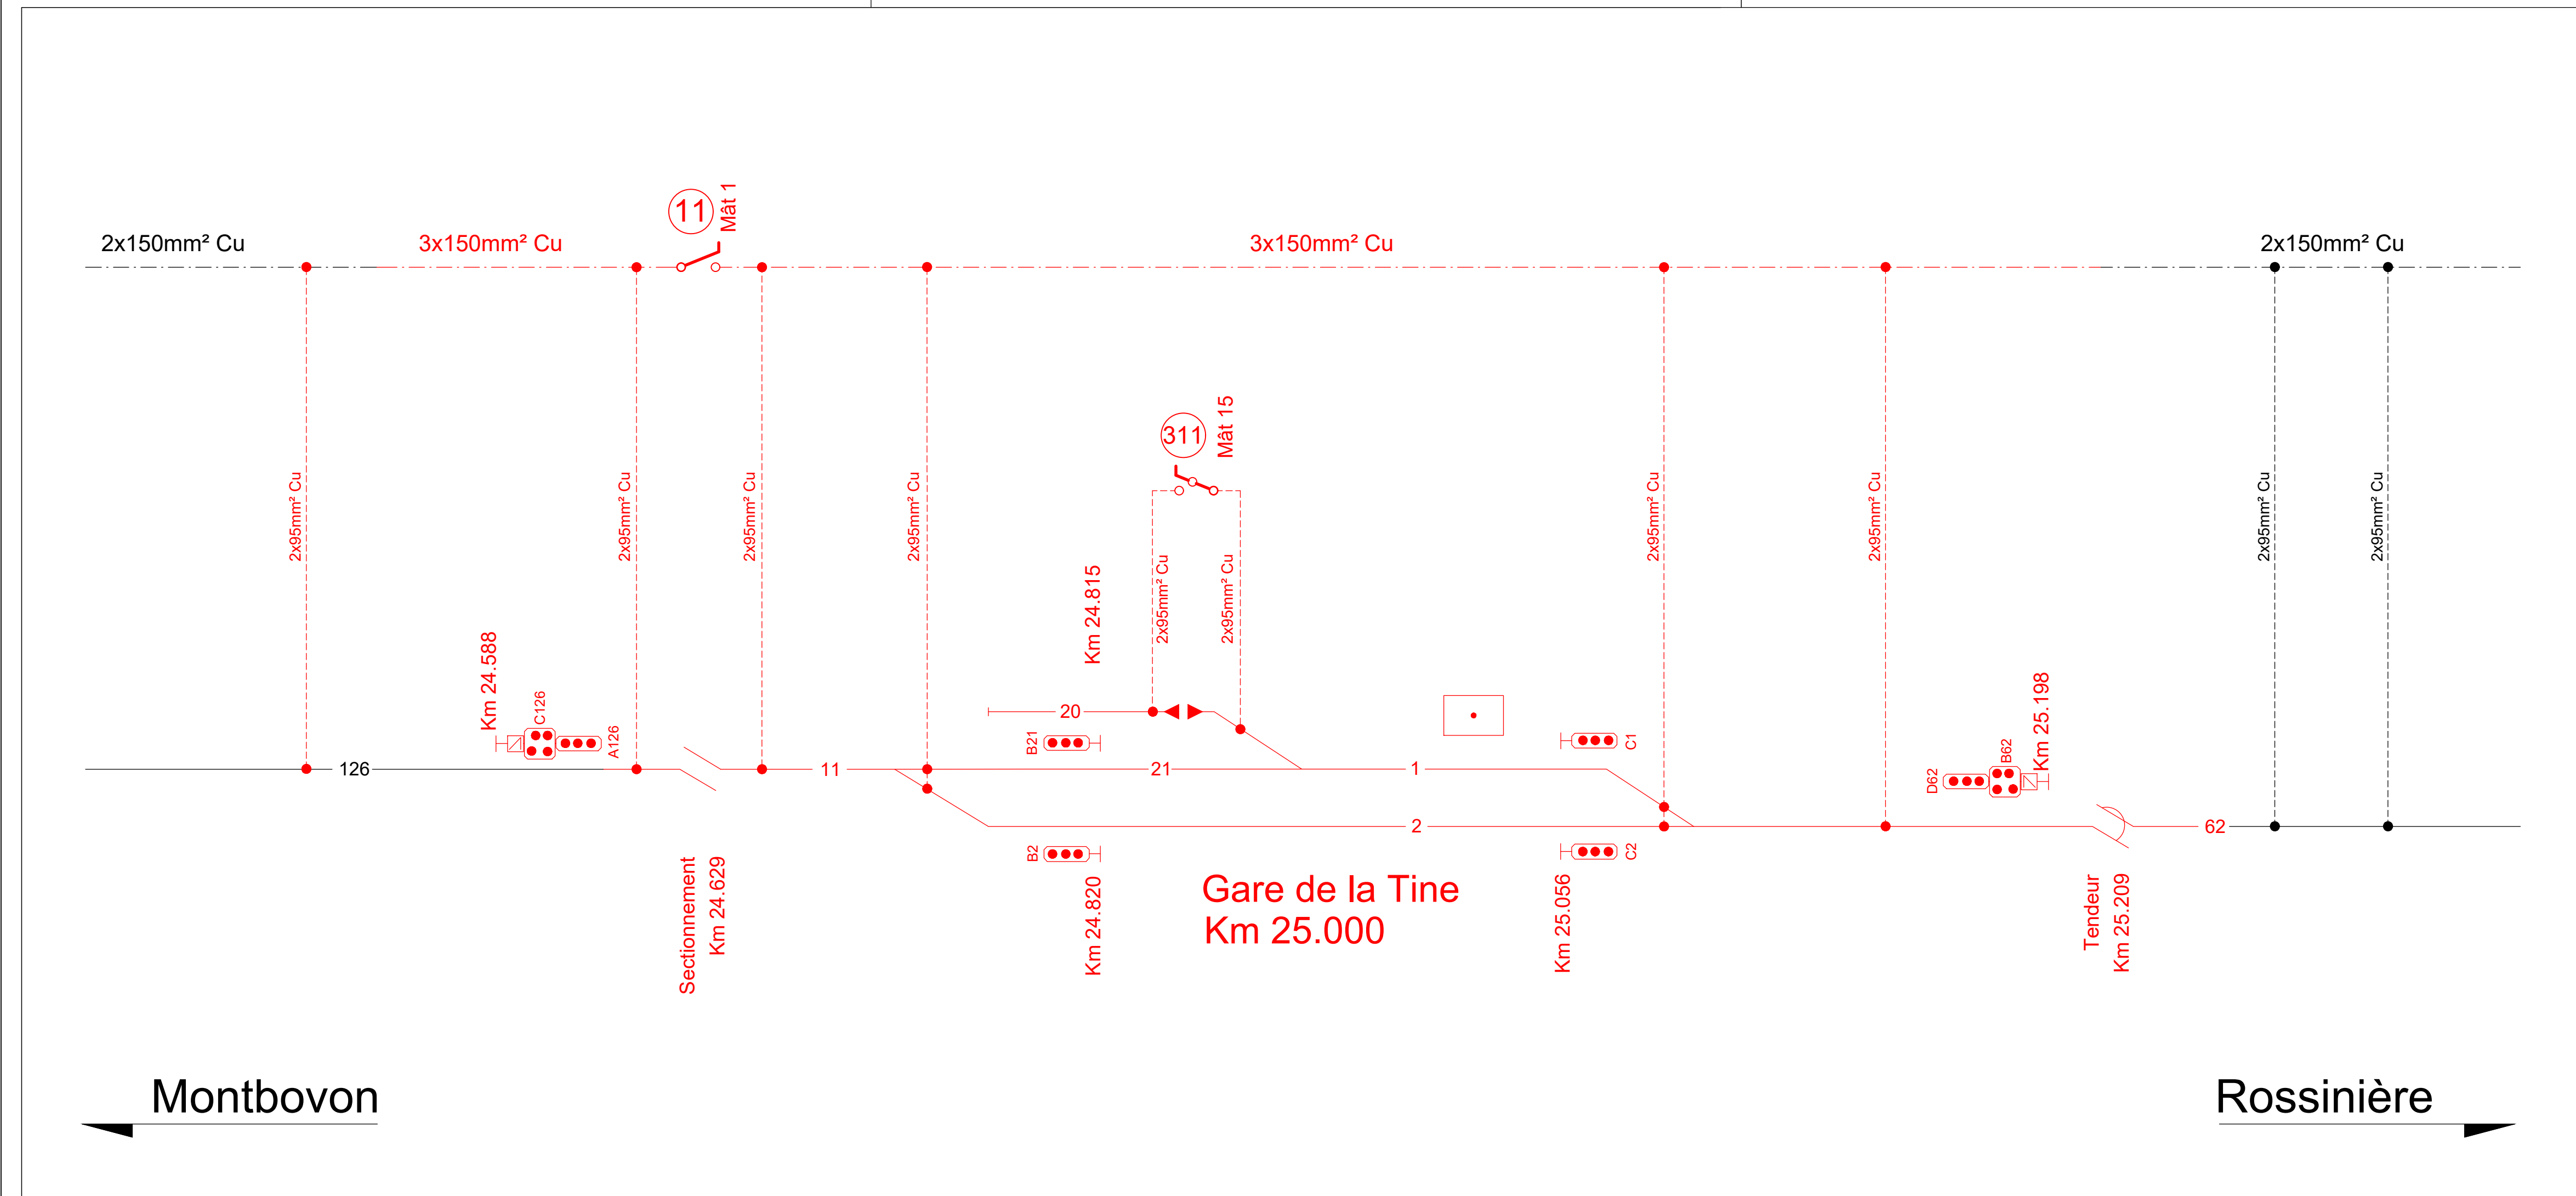 11
Mât 1
2x150mm² Cu
3x150mm² Cu
3x150mm² Cu
2x150mm² Cu
311
Mât 15
2x95mm² Cu
2x95mm² Cu
2x95mm² Cu
2x95mm² Cu
2x95mm² Cu
2x95mm² Cu
2x95mm² Cu
2x95mm² Cu
Km 24.815
2x95mm² Cu
2x95mm² Cu
Km 24.588
C126
A126
20
B21
C1
D62
B62
Km 25.198
126
11
21
1
2
62
B2
C2
Sectionnement
Km 24.629
Km 24.820
Gare de la Tine
Km 25.000
Km 25.056
Tendeur
Km 25.209
Montbovon
Rossinière